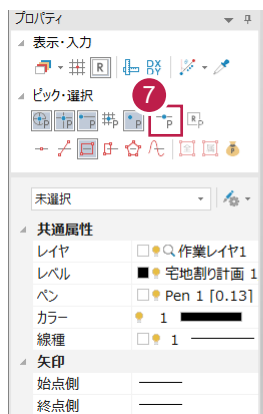 プロパティ
表示・入力
R
DX
DY
ピック・選択
7
P P P P P P R P
未選択
共通属性
レイヤ 作業レイヤ1
レベル 宅地割り計画 1
ペン Pen 1 [0.13]
カラー 1
線種 1
矢印
始点側
終点側